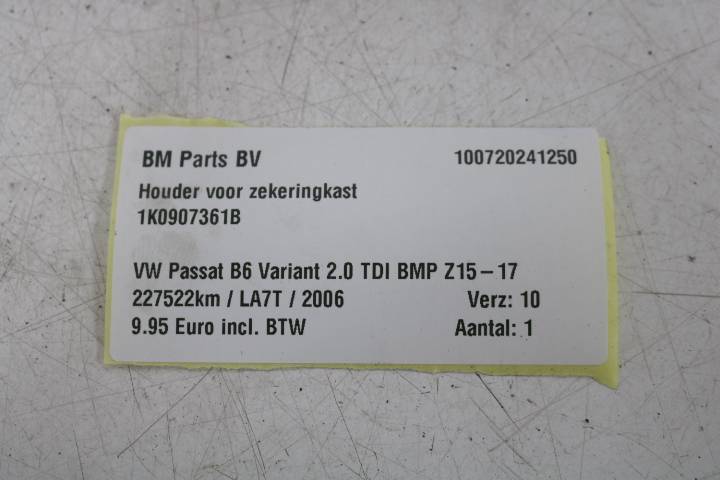 BM Parts BV 100720241250
Houder voor zekeringkast
1K0907361B
VW Passat B6 Variant 2.0 TDI BMP Z15-17
227522km / LA7T / 2006 Verz: 10
9.95 Euro incl. BTW Aantal: 1